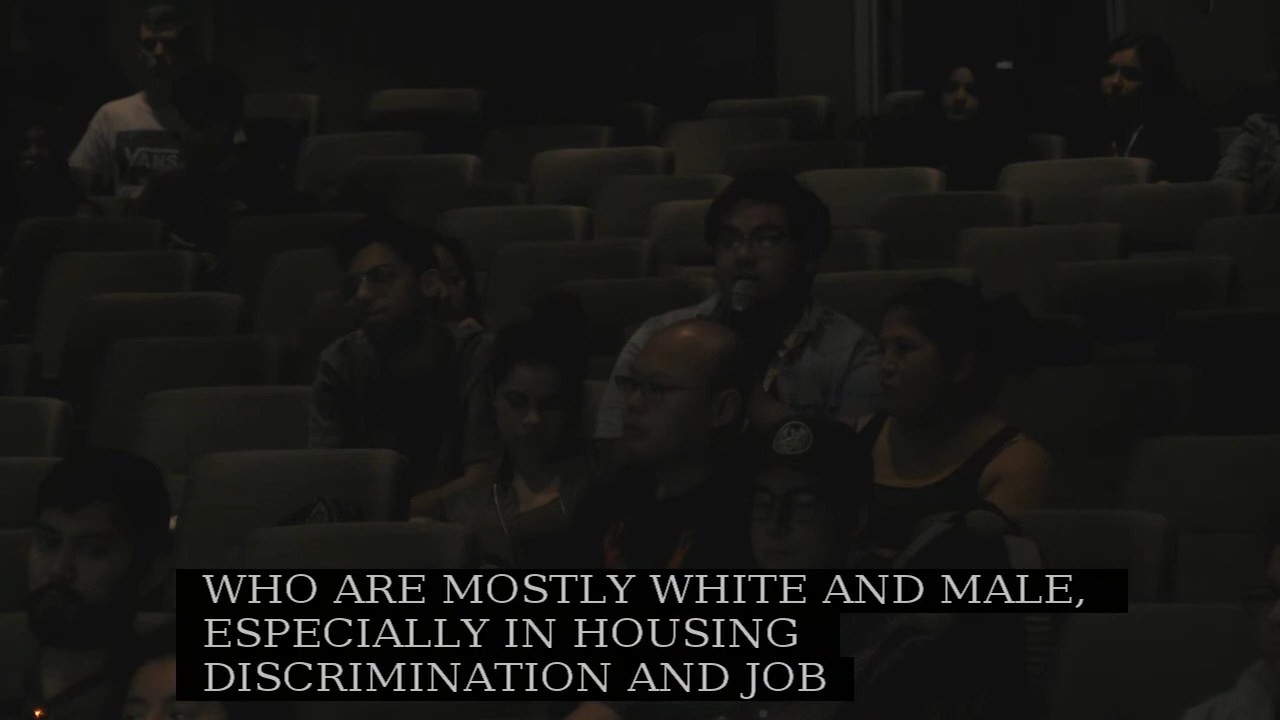 VANS
WHO ARE MOSTLY WHITE AND MALE,
ESPECIALLY IN HOUSING
DISCRIMINATION AND JOB